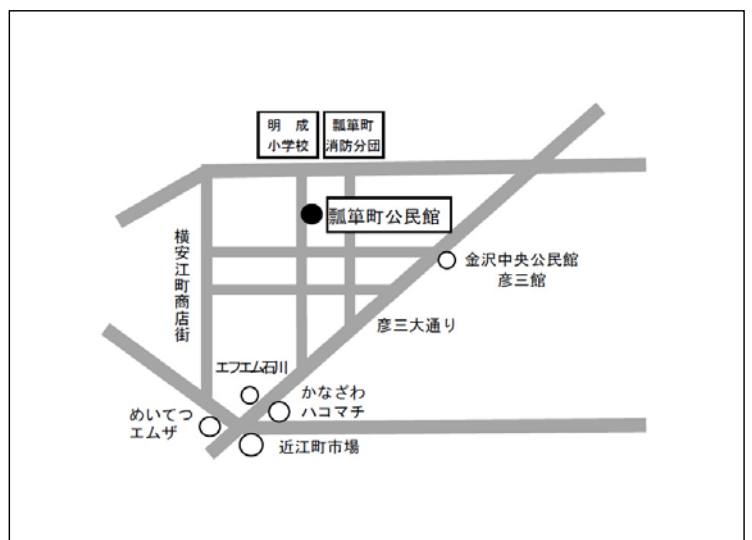 明　成
小学校
瓢箪町
消防分団
瓢箪町公民館
横安江町商店街
金沢中央公民館
彦三館
彦三大通り
エフエム石川
かなざわ
ハコマチ
めいてつ
エムザ
近江町市場